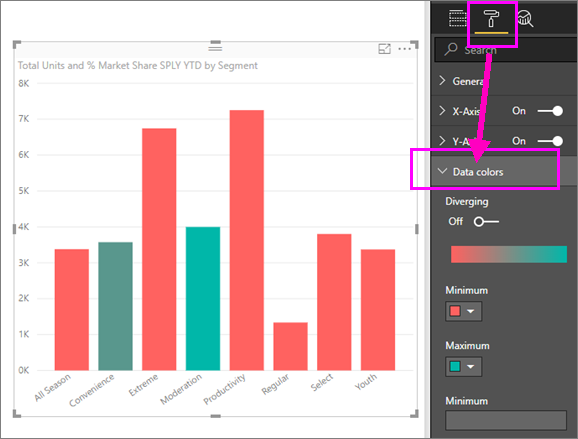 Search
Total Units and % Market Share SPLY YTD by Segment
8K
7K
6K
5K
4K
3K
2K
1K
0K
All Season
Convenience
Extreme
Moderation
Productivity
Regular
Select
Youth
General
X-Axis On
Y-Axis On
Data colors
Diverging
Off
Minimum
Maximum
Minimum